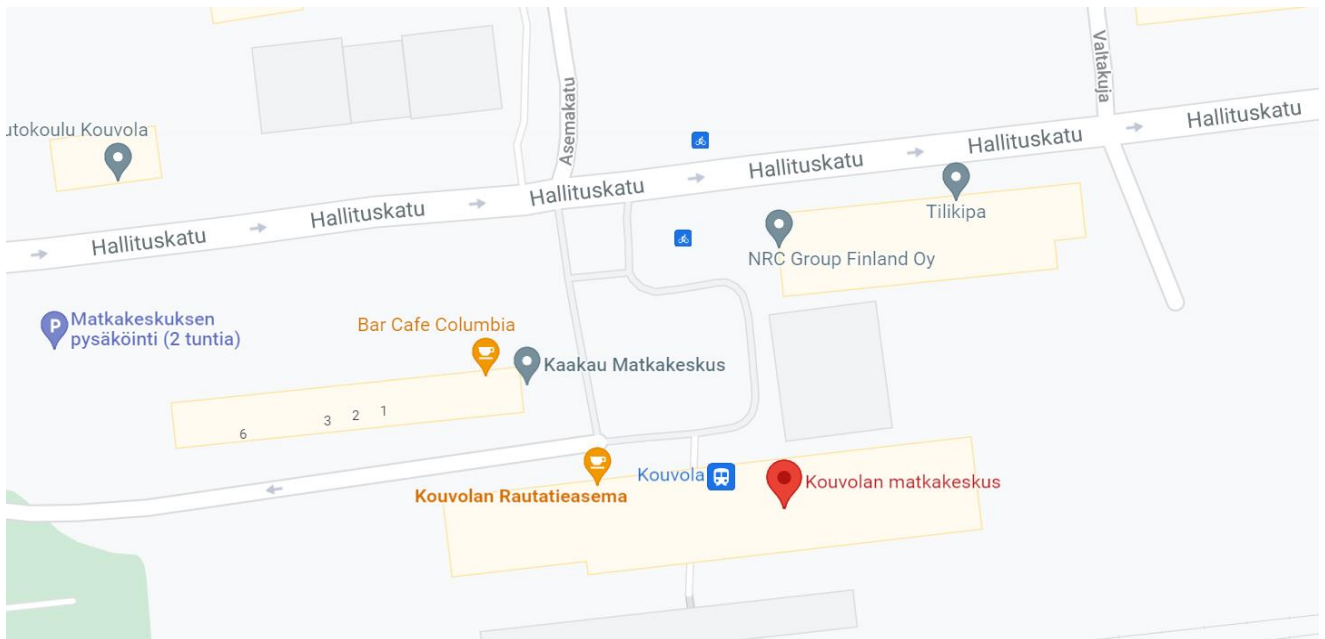 Valtakuja
Asemakatu
utokoulu Kouvola
Hallituskatu
Hallituskatu
Hallituskatu
Hallituskatu
Hallituskatu
Hallituskatu
Tilikipa
NRC Group Finland Oy
P
Matkakeskuksen
pysäköinti (2 tuntia)
Bar Cafe Columbia
Kaakau Matkakeskus
6
3
2
1
Kouvola
Kouvolan matkakeskus
Kouvolan Rautatieasema